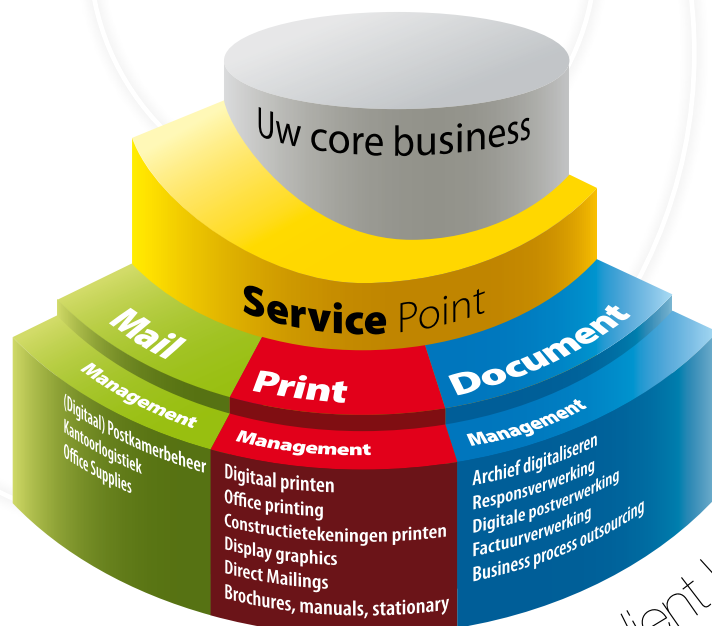 Uw core business
Service Point
Mail
Management
(Digitaal) Postkamerbeheer
Kantoorlogistiek
Office Supplies
Print
Management
Digitaal printen
Office printing
Constructietekeningen printen
Display graphics
Direct Mailings
Brochures, manuals, stationary
Document
Management
Archief digitaliseren
Responsverwerking
Digitale postverwerking
Factuurverwerking
Business process outsourcing